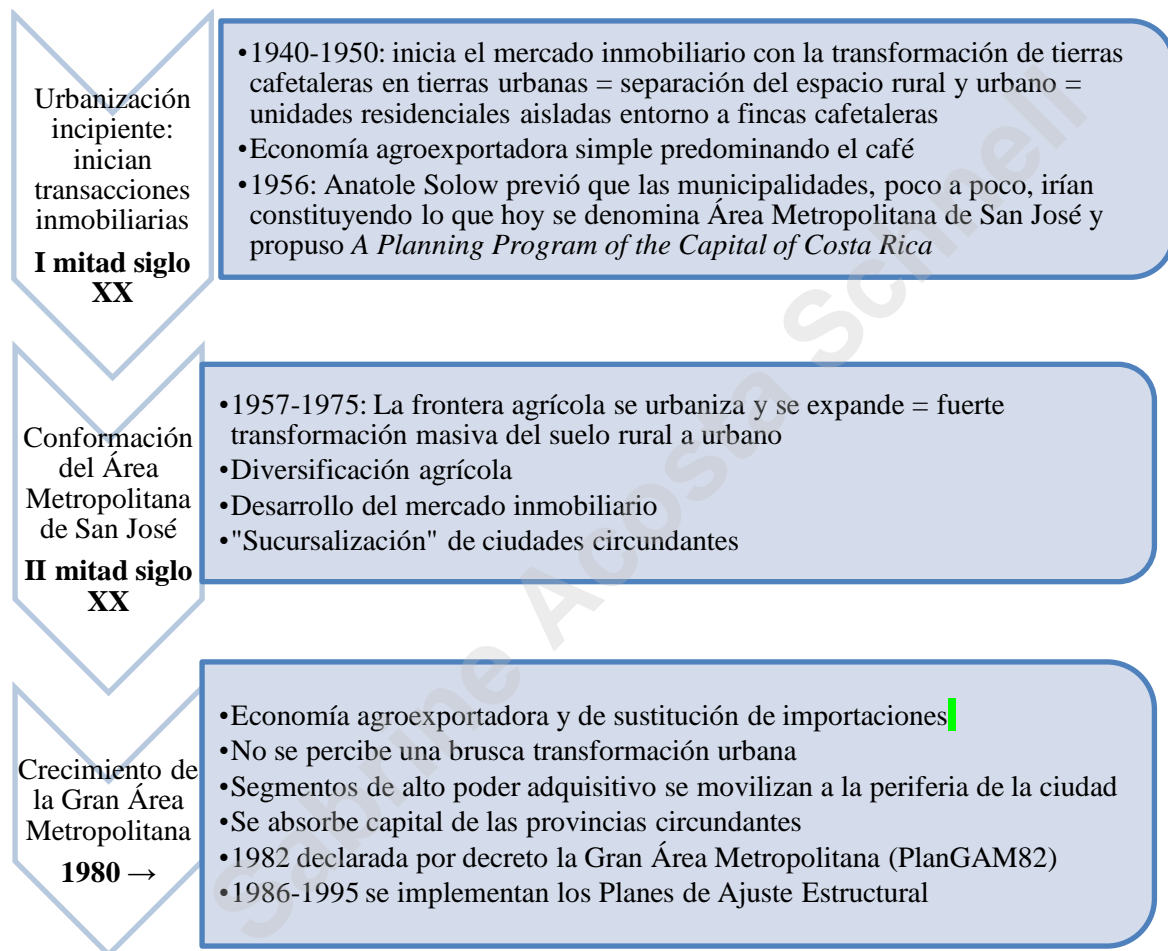 Urbanización
incipiente:
inician
transacciones
inmobiliarias
I mitad siglo
XX
•1940-1950: inicia el mercado inmobiliario con la transformación de tierras
cafetaleras en tierras urbanas = separación del espacio rural y urbano =
unidades residenciales aisladas entorno a fincas cafetaleras
•Economía agroexportadora simple predominando el café
•1956: Anatole Solow previó que las municipalidades, poco a poco, irían
constituyendo lo que hoy se denomina Área Metropolitana de San José y
propuso A Planning Program of the Capital of Costa Rica
Conformación
del Área
Metropolitana
de San José
II mitad siglo
XX
•1957-1975: La frontera agrícola se urbaniza y se expande = fuerte
transformación masiva del suelo rural a urbano
•Diversificación agrícola
•Desarrollo del mercado inmobiliario
•"Sucursalización" de ciudades circundantes
Crecimiento de
la Gran Área
Metropolitana
1980 →
•Economía agroexportadora y de sustitución de importaciones
•No se percibe una brusca transformación urbana
•Segmentos de alto poder adquisitivo se movilizan a la periferia de la ciudad
•Se absorbe capital de las provincias circundantes
•1982 declarada por decreto la Gran Área Metropolitana (PlanGAM82)
•1986-1995 se implementan los Planes de Ajuste Estructural
Sabrine Acosta Schnell